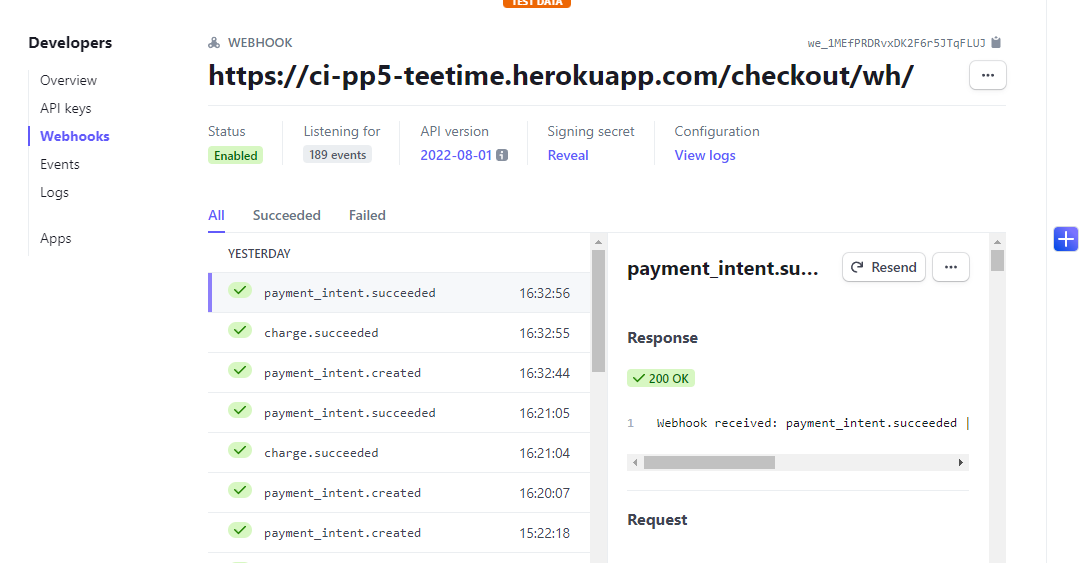 TEST DATA
Developers
Overview
API keys
Webhooks
Events
Logs
Apps
WEBHOOK
we_1MEfPRDRvxDK2F6r5JTqFLUJ
https://ci-pp5-teetime.herokuapp.com/checkout/wh/
Status
Enabled
Listening for
189 events
API version
2022-08-01
Signing secret
Reveal
Configuration
View logs
All Succeeded Failed
YESTERDAY
payment_intent.succeeded 16:32:56
charge.succeeded 16:32:55
payment_intent.created 16:32:44
payment_intent.succeeded 16:21:05
charge.succeeded 16:21:04
payment_intent.created 16:20:07
payment_intent.created 15:22:18
payment_intent.su...
Resend
Response
200 OK
1 Webhook received: payment_intent.succeeded |
Request